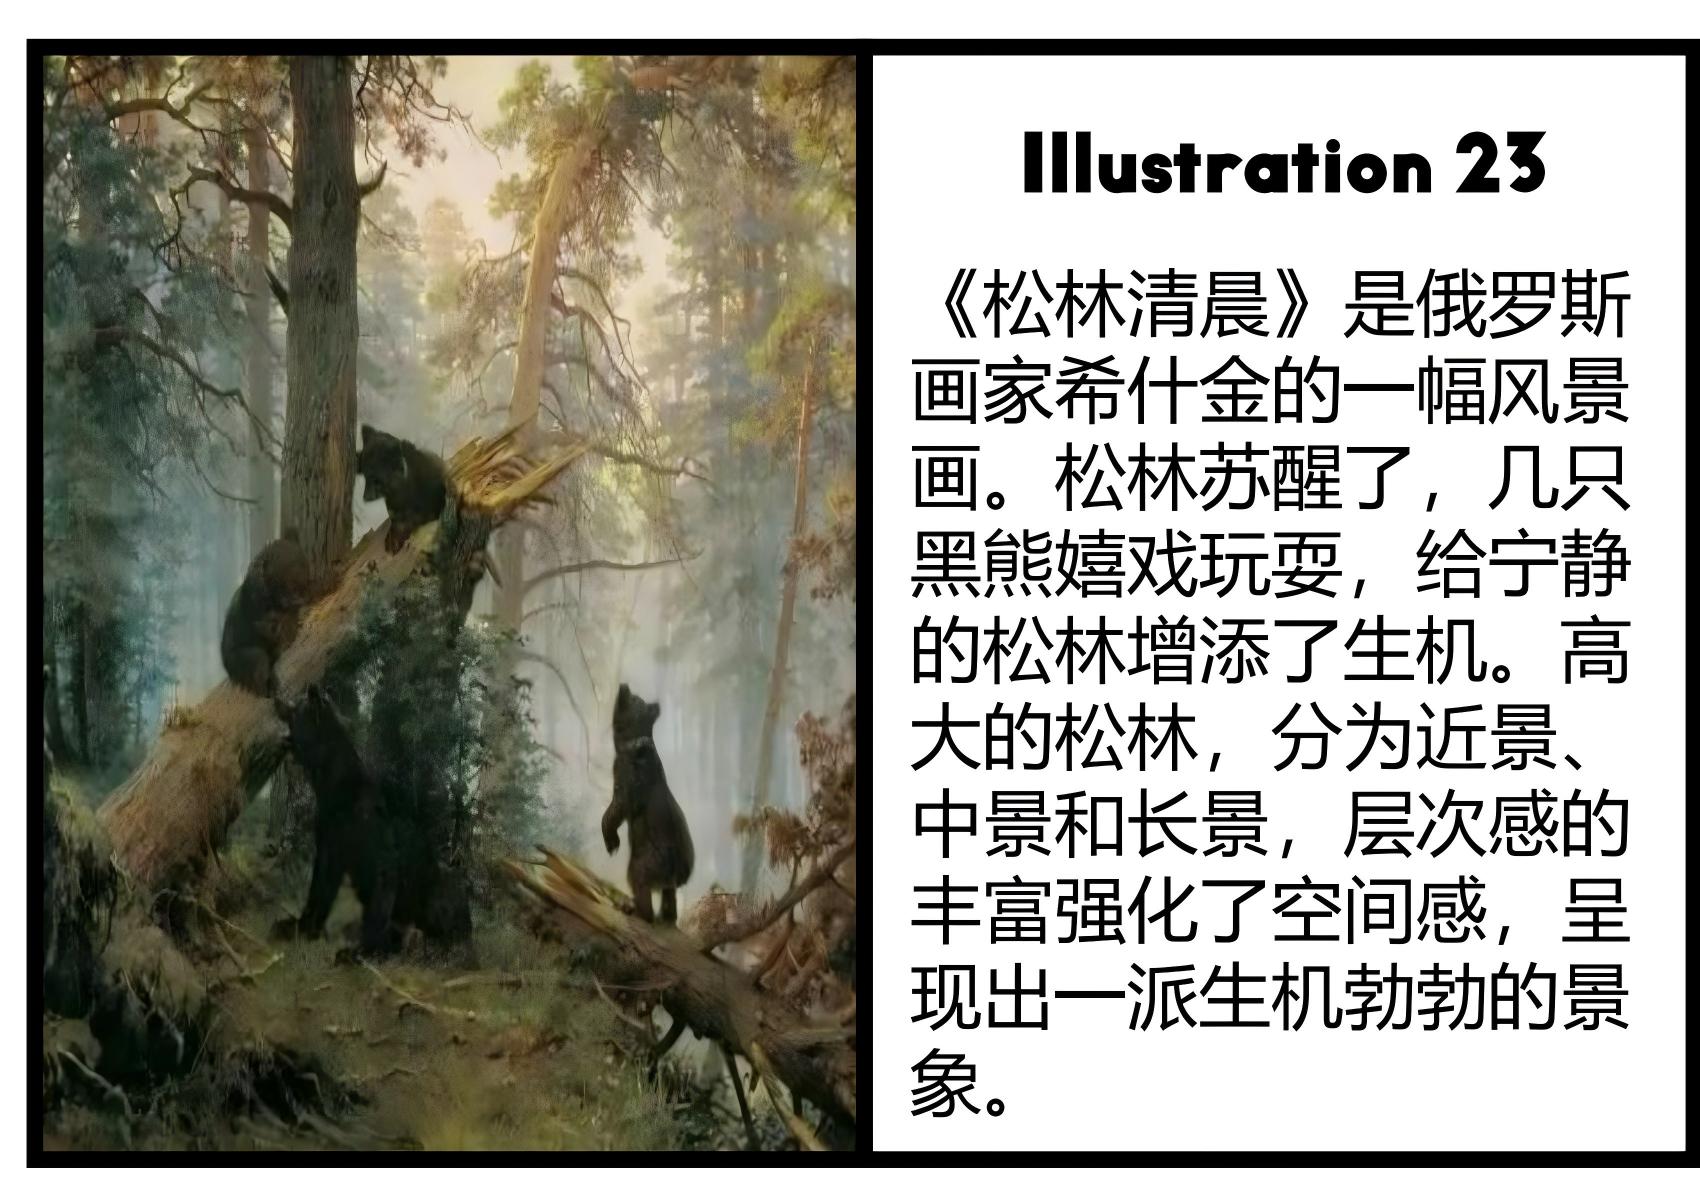 Illustration 23
《松林清晨》是俄罗斯
画家希什金的一幅风景
画。松林苏醒了，几只
黑熊嬉戏玩耍，给宁静
的松林增添了生机。高
大的松林，分为近景、
中景和长景，层次感的
丰富强化了空间感，呈
现出一派生机勃勃的景
象。